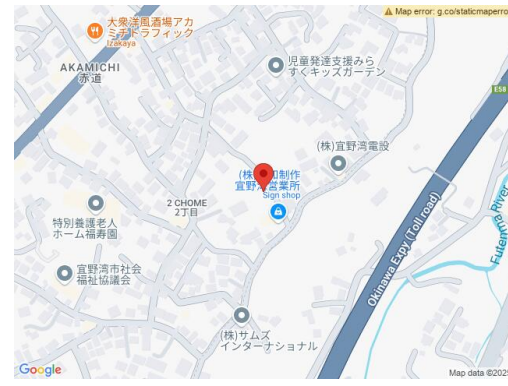 Map error: g.co/staticmaperro
大衆洋風酒場アカ
ミチトラフィック
Izakaya
AKAMICHI
赤道
児童発達支援みら
すくキッズガーデン
E58
(株)宜野湾電設
(株
制作
宜野湾営業所
Sign shop
2 CHOME
2丁目
特別養護老人
ホーム福寿園
Okinawa Expy (Toll road)
Futenma River
宜野湾市社会
福祉協議会
(株)サムズ
インターナショナル
Google
Map data ©2025